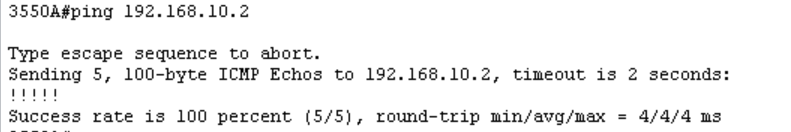 3550A#ping 192.168.10.2
Type escape sequence to abort.
Sending 5, 100-byte ICMP Echos to 192.168.10.2, timeout is 2 seconds:
!!!!!
Success rate is 100 percent (5/5), round-trip min/avg/max = 4/4/4 ms